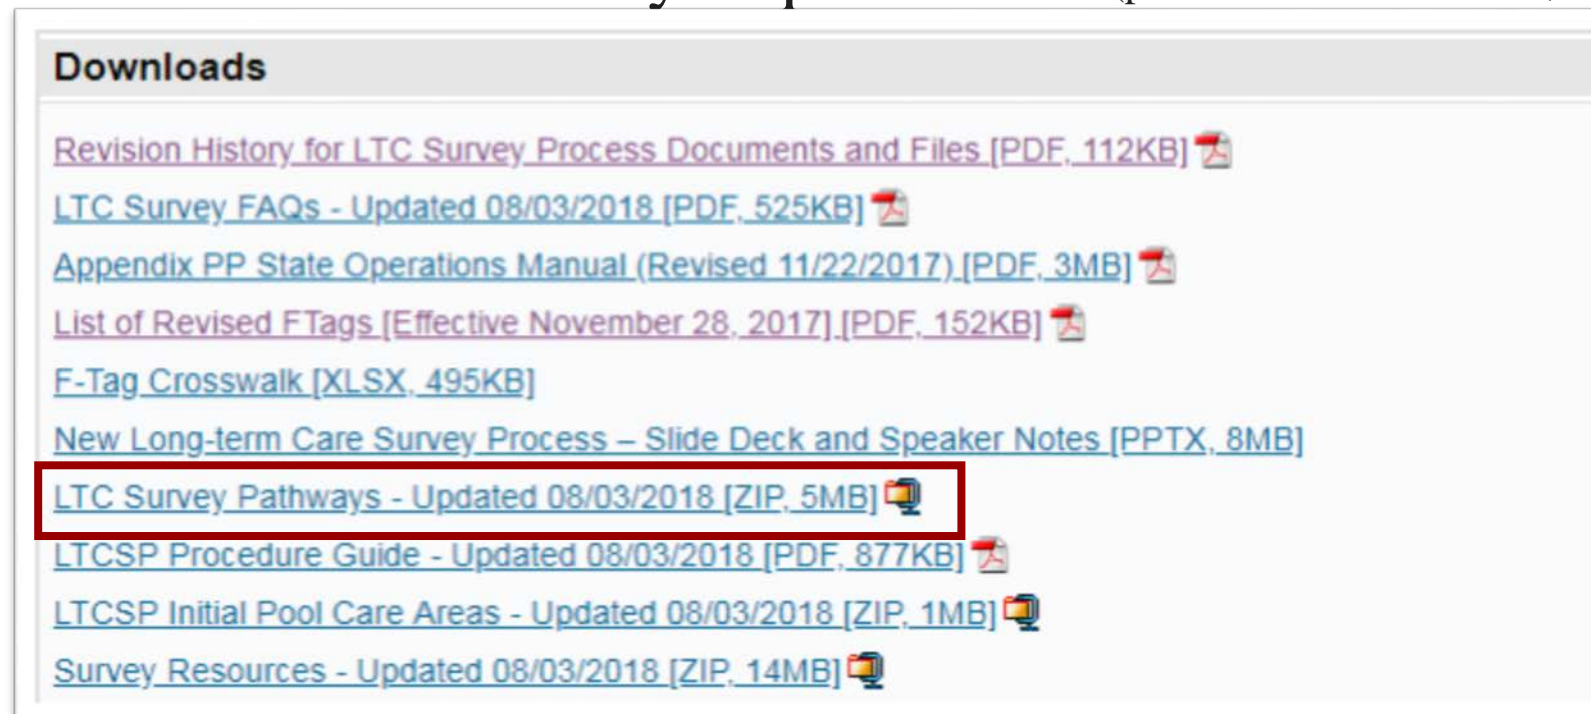 Downloads
Revision History for LTC Survey Process Documents and Files [PDF, 112KB]
LTC Survey FAQs - Updated 08/03/2018 [PDF, 525KB]
Appendix PP State Operations Manual (Revised 11/22/2017) [PDF, 3MB]
List of Revised FTags [Effective November 28, 2017] [PDF, 152KB]
F-Tag Crosswalk [XLSX, 495KB]
New Long-term Care Survey Process – Slide Deck and Speaker Notes [PPTX, 8MB]
LTC Survey Pathways - Updated 08/03/2018 [ZIP, 5MB]
LTCSP Procedure Guide - Updated 08/03/2018 [PDF, 877KB]
LTCSP Initial Pool Care Areas - Updated 08/03/2018 [ZIP, 1MB]
Survey Resources - Updated 08/03/2018 [ZIP, 14MB]